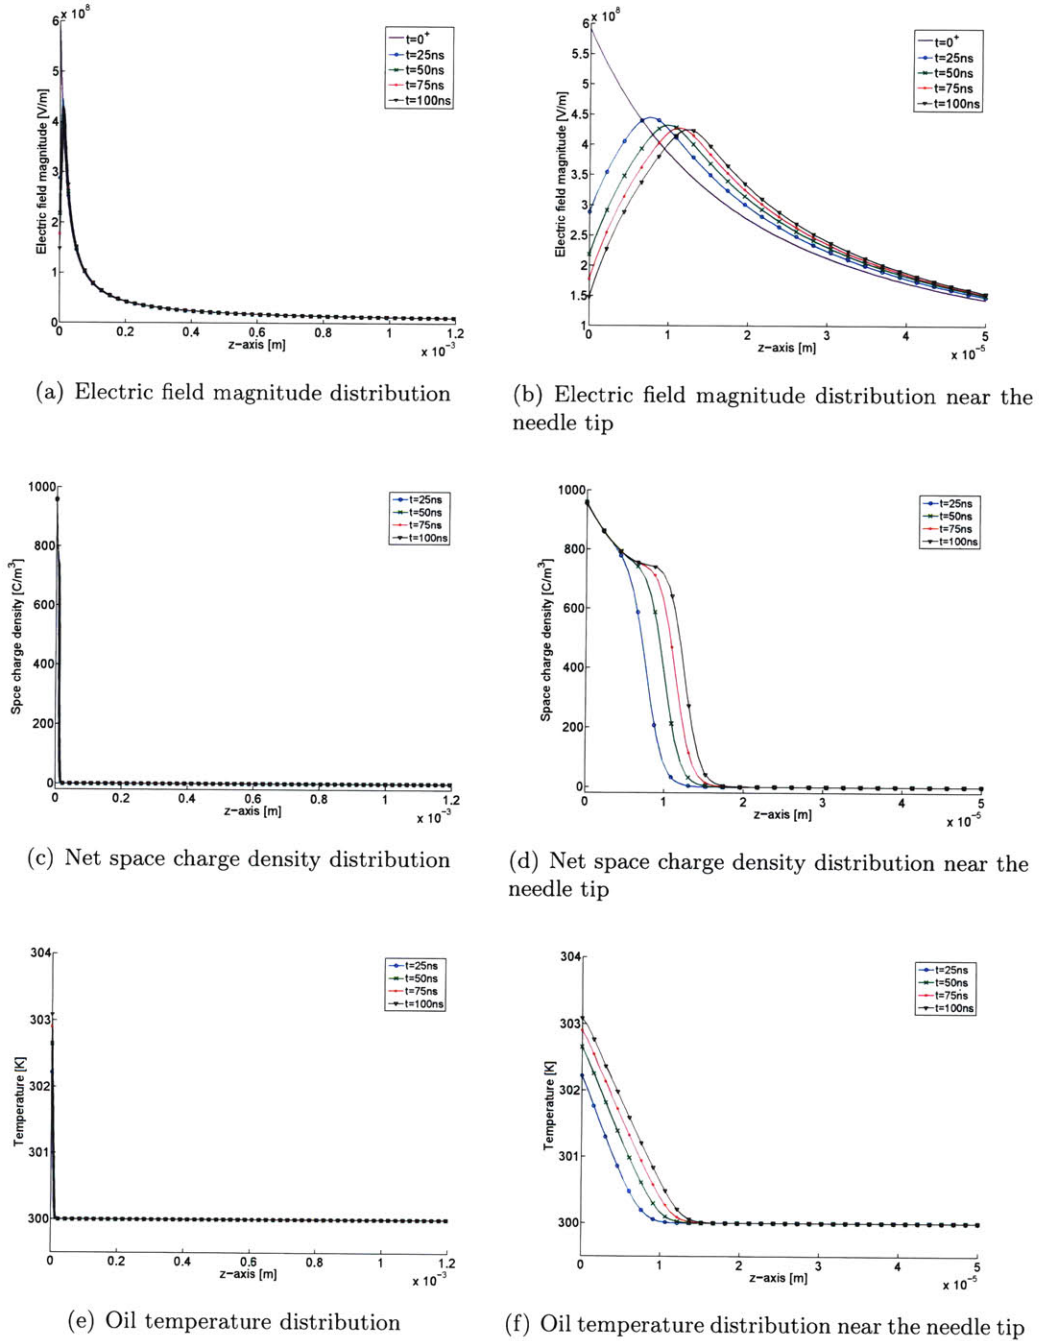 x 10⁸
6
5
4
3
2
1
0
Electric field magnitude [V/m]
t=0⁺
t=25ns
t=50ns
t=75ns
t=100ns
0
0.2
0.4
0.6
0.8
1
1.2
z−axis [m]
x 10⁻³
(a) Electric field magnitude distribution
x 10⁸
6
5.5
5
4.5
4
3.5
3
2.5
2
1.5
1
Electric field magnitude [V/m]
t=0⁺
t=25ns
t=50ns
t=75ns
t=100ns
0
1
2
3
4
5
z−axis [m]
x 10⁻⁵
(b) Electric field magnitude distribution near the
needle tip
1000
800
600
400
200
0
Spce charge density [C/m³]
t=25ns
t=50ns
t=75ns
t=100ns
0
0.2
0.4
0.6
0.8
1
1.2
z−axis [m]
x 10⁻³
(c) Net space charge density distribution
1000
800
600
400
200
0
Space charge density [C/m³]
t=25ns
t=50ns
t=75ns
t=100ns
0
1
2
3
4
5
z−axis [m]
x 10⁻⁵
(d) Net space charge density distribution near the
needle tip
304
303
302
301
300
Temperature [K]
t=25ns
t=50ns
t=75ns
t=100ns
0
0.2
0.4
0.6
0.8
1
1.2
z−axis [m]
x 10⁻³
(e) Oil temperature distribution
304
303
302
301
300
Temperature [K]
t=25ns
t=50ns
t=75ns
t=100ns
0
1
2
3
4
5
z−axis [m]
x 10⁻⁵
(f) Oil temperature distribution near the needle tip